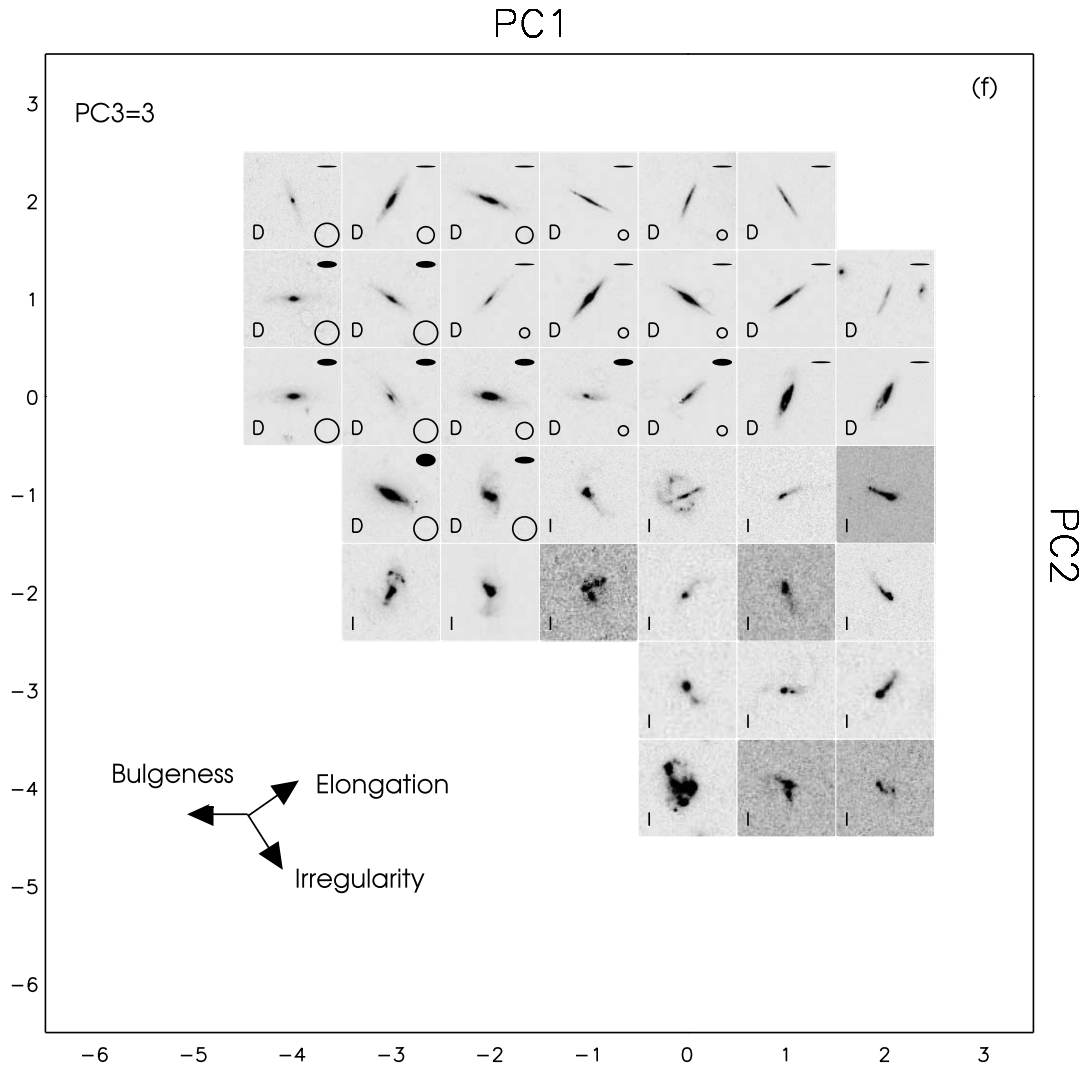 PC1
(f)
3
PC3=3
2
D D D D D D
1
D D D D D D D
0
D D D D D D D
−1
D D I I I I
PC2
−2
I I I I I I
−3
I I I
Bulgeness
−4
Elongation
I I I
Irregularity
−5
−6
−6 −5 −4 −3 −2 −1 0 1 2 3